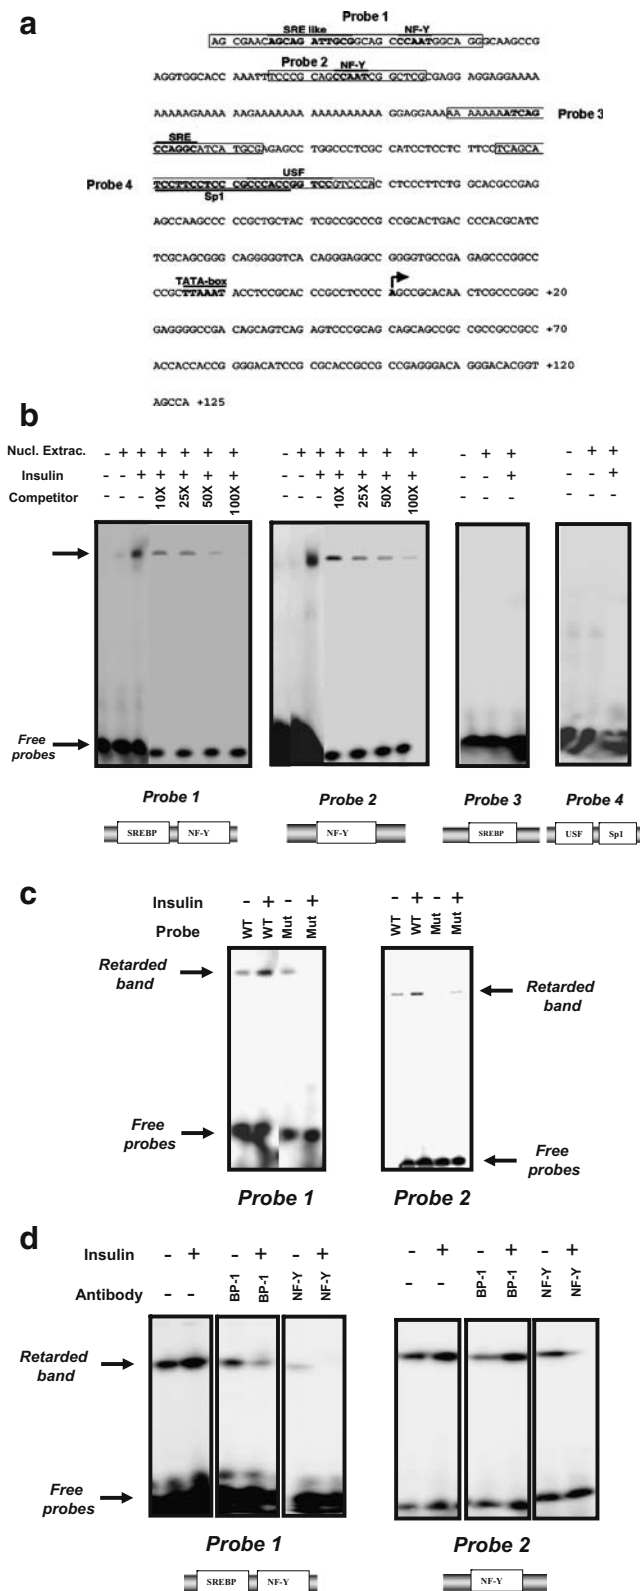 a
Probe 1
SRE like NF-Y
AG CGAACAGCAG ATTGCGGCAG CCCAATGGCA GGGCAAGCCG
Probe 2 NF-Y
AGGTGGCACC AAATTTCCCG CAGCCAATCG GCTCGCGAGG AGGAGGAAAA
AAAAAGAAAA AAGAAAAAAA AAAAAAAAAA GGAGGAAAAA AAAAAATCAG Probe 3
SRE
CCAGGCATCA TGCGAGAGCC TGGCCCTCGC CATCCTCCTC TTCCTCAGCA
USF
Probe 4 TCCTTCCTCC CGCCCACCGG TCCGTCCCAC CTCCCTTCTG GCACGCCGAG
Sp1
AGCCAAGCCC CCGCTGCTAC TCGCCGCCCG CCGCACTGAC CCACGCATC
TCGCAGCGGG CAGGGGGTCA CAGGGAGGCC GGGGTGCCGA GAGCCCGGCC
TATA-box
CCGCTTTAAAT ACCTCCGCAC CCGCCTCCCC AGCCGCACAA CTCGCCCGGC +20
GAGGGGCCGA CAGCAGTCAG AGTCCCGCAG CAGCAGCCGC CGCCGCCGCC +70
ACCACCACCG GGGACATCCG CGCACCGCCG CCGAGGGACA GGGACACGGT +120
AGCCA +125
b
Nucl. Extrac. - + + + + + + - + + + + + + - + + - + +
Insulin - - + + + + + - - + + + + + - - + - - +
Competitor - - - 10X 25X 50X 100X - - - 10X 25X 50X 100X - - - - - -
Free probes
Probe 1 Probe 2 Probe 3 Probe 4
SREBP NF-Y NF-Y SREBP USF Sp1
c
Insulin - + - + - + - +
Probe WT WT Mut Mut WT WT Mut Mut
Retarded band
Retarded band
Free probes
Free probes
Probe 1 Probe 2
d
Insulin - + - + - + - + - + - +
Antibody - - BP-1 BP-1 NF-Y NF-Y - - BP-1 BP-1 NF-Y NF-Y
Retarded band
Free probes
Probe 1 Probe 2
SREBP NF-Y NF-Y